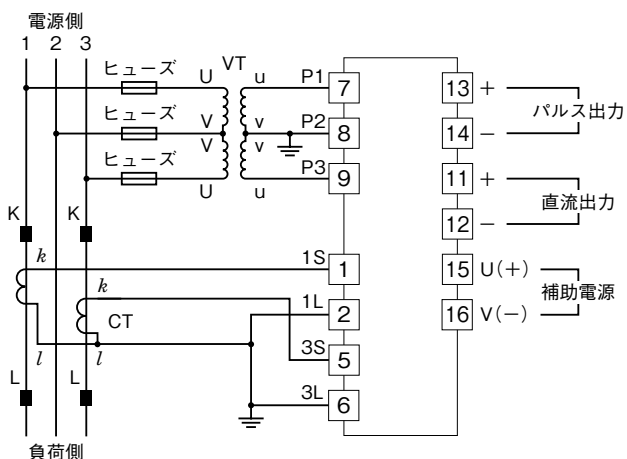 電源側
1 2 3
ヒューズ U VT u P1 7 13 +
パルス出力
ヒューズ V v P2 8 14 −
ヒューズ V v
U u P3 9 11 +
直流出力
12 −
K K
k 1S 1 15 U(+)
補助電源
k 1L 2 16 V(−)
CT
l l 3S 5
L L 3L 6
負荷側